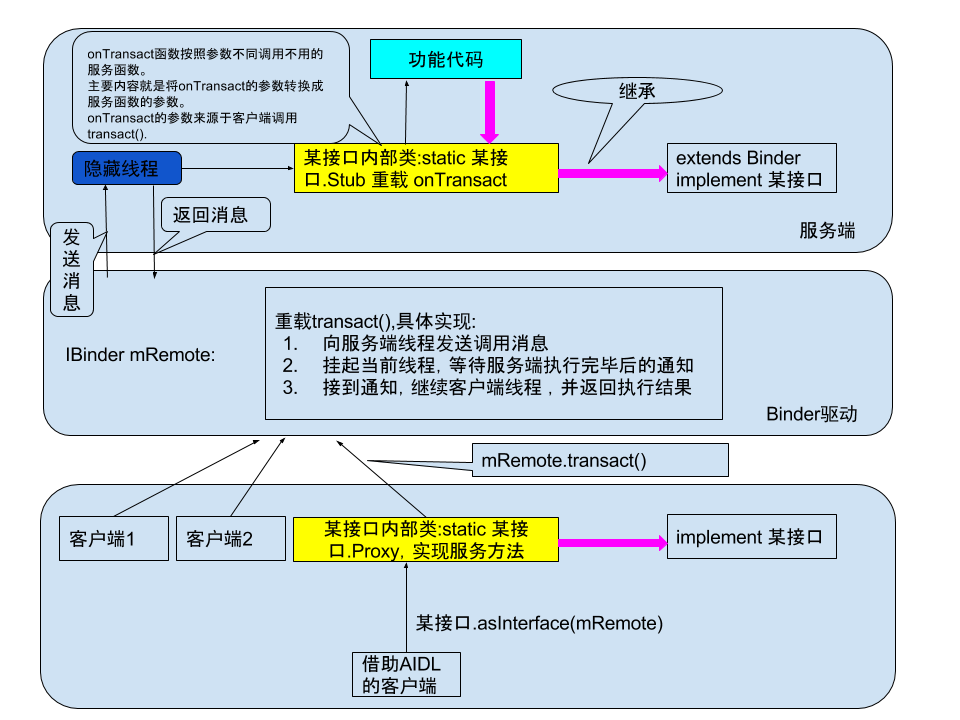 onTransact函数按照参数不同调用不用的
服务函数。
主要内容就是将onTransact的参数转换成
服务函数的参数。
onTransact的参数来源于客户端调用
transact().
功能代码
继承
隐藏线程
某接口内部类:static 某接
口.Stub 重载 onTransact
extends Binder
implement 某接口
返回消息
服务端
发
送
消
息
重载transact(),具体实现:
1. 向服务端线程发送调用消息
2. 挂起当前线程，等待服务端执行完毕后的通知
3. 接到通知，继续客户端线程，并返回执行结果
IBinder mRemote:
Binder驱动
mRemote.transact()
客户端1
客户端2
某接口内部类:static 某接
口.Proxy，实现服务方法
implement 某接口
某接口.asInterface(mRemote)
借助AIDL
的客户端